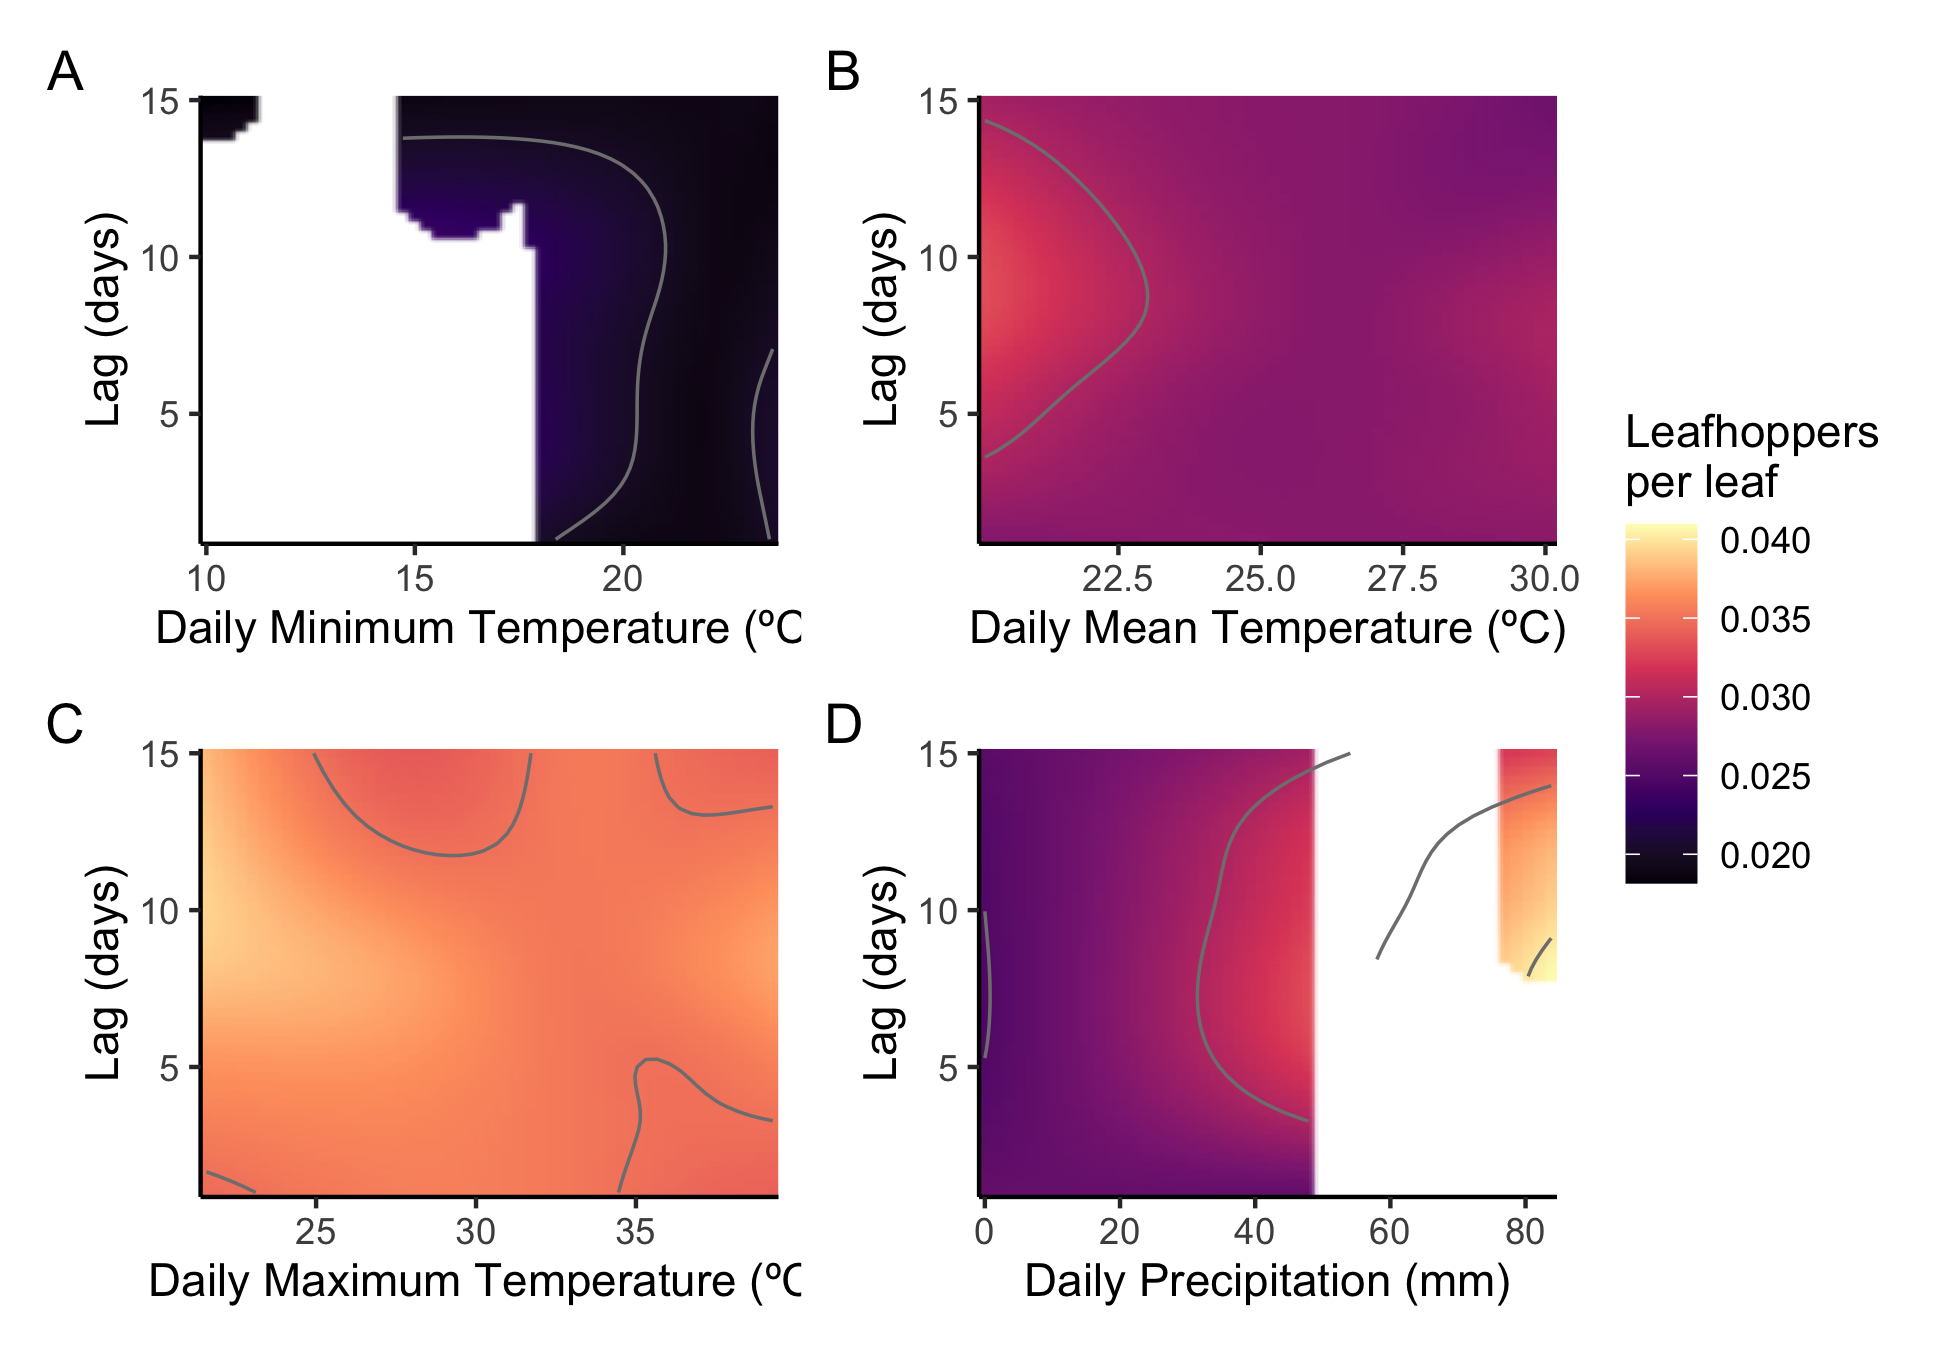 A
15
10
5
Lag (days)
10 15 20
Daily Minimum Temperature (ºC
B
15
10
5
Lag (days)
22.5 25.0 27.5 30.0
Daily Mean Temperature (ºC)
C
15
10
5
Lag (days)
25 30 35
Daily Maximum Temperature (ºC
D
15
10
5
Lag (days)
0 20 40 60 80
Daily Precipitation (mm)
Leafhoppers
per leaf
0.040
0.035
0.030
0.025
0.020